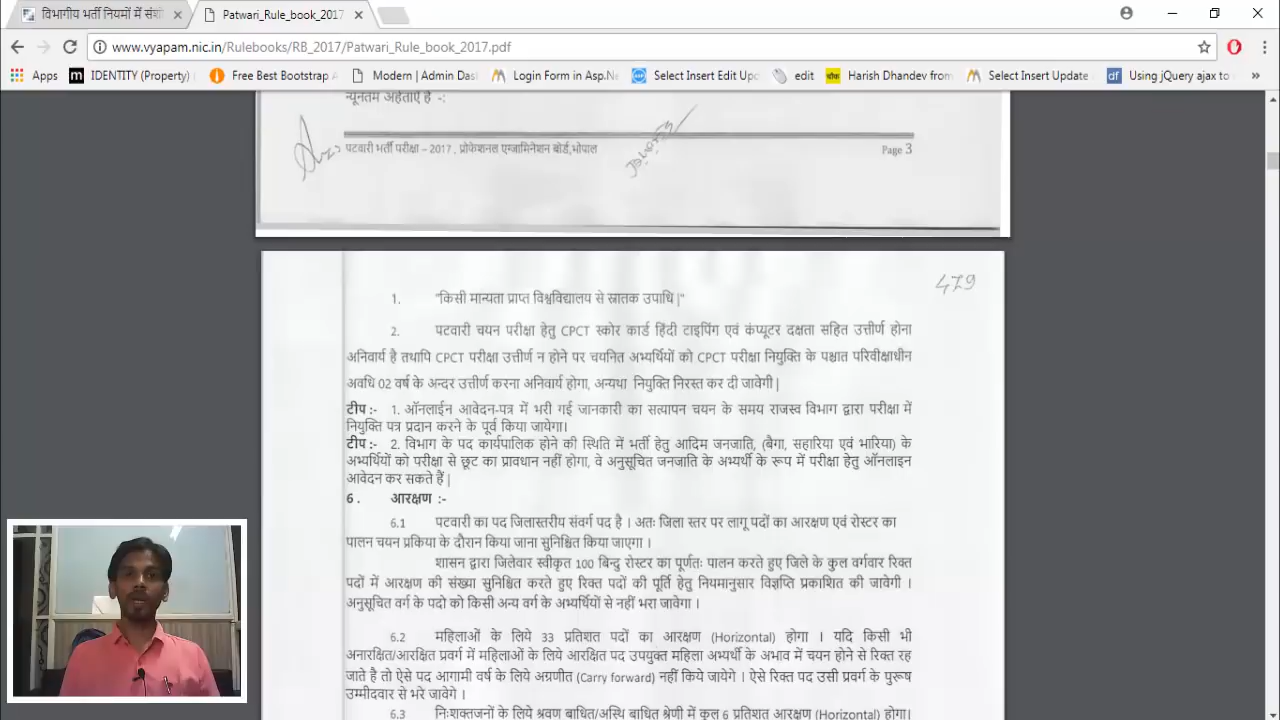 विभागीय भर्ती नियमों में संशो
Patwari_Rule_book_2017
www.vyapam.nic.in/Rulebooks/RB_2017/Patwari_Rule_book_2017.pdf
Apps
IDENTITY (Property)
Free Best Bootstrap A
Modern | Admin Das
Login Form in Asp.Ne
Select Insert Edit Upd
edit
Harish Dhandev from
Select Insert Update
Using jQuery ajax to
न्यूनतम अर्हताएँ है -:
पटवारी भर्ती परीक्षा – 2017 , प्रोफेशनल एग्जामिनेशन बोर्ड,भोपाल
Page 3
479
1. "किसी मान्यता प्राप्त विश्वविद्यालय से स्नातक उपाधि |"
2. पटवारी चयन परीक्षा हेतु CPCT स्कोर कार्ड हिंदी टाइपिंग एवं कंप्यूटर दक्षता सहित उत्तीर्ण होना
अनिवार्य है तथापि CPCT परीक्षा उत्तीर्ण न होने पर चयनित अभ्यर्थियों को CPCT परीक्षा नियुक्ति के पश्चात परिवीक्षाधीन
अवधि 02 वर्ष के अन्दर उत्तीर्ण करना अनिवार्य होगा, अन्यथा नियुक्ति निरस्त कर दी जावेगी |
टीप :- 1. ऑनलाईन आवेदन-पत्र में भरी गई जानकारी का सत्यापन चयन के समय राजस्व विभाग द्वारा परीक्षा में
नियुक्ति पत्र प्रदान करने के पूर्व किया जायेगा।
टीप :- 2. विभाग के पद कार्यपालिक होने की स्थिति में भर्ती हेतु आदिम जनजाति, (बैगा, सहारिया एवं भारिया) के
अभ्यर्थियों को परीक्षा से छूट का प्रावधान नहीं होगा, वे अनुसूचित जनजाति के अभ्यर्थी के रूप में परीक्षा हेतु ऑनलाइन
आवेदन कर सकते हैं |
6 . आरक्षण :-
6.1 पटवारी का पद जिलास्तरीय संवर्ग पद है । अतः जिला स्तर पर लागू पदों का आरक्षण एवं रोस्टर का
पालन चयन प्रकिया के दौरान किया जाना सुनिश्चित किया जाएगा ।
शासन द्वारा जिलेवार स्वीकृत 100 बिन्दु रोस्टर का पूर्णतः पालन करते हुए जिले के कुल वर्गवार रिक्त
पदों में आरक्षण की संख्या सुनिश्चित करते हुए रिक्त पदों की पूर्ति हेतु नियमानुसार विज्ञप्ति प्रकाशित की जावेगी ।
अनुसूचित वर्ग के पदो को किसी अन्य वर्ग के अभ्यर्थियों से नहीं भरा जावेगा ।
6.2 महिलाओं के लिये 33 प्रतिशत पदों का आरक्षण (Horizontal) होगा । यदि किसी भी
अनारक्षित/आरक्षित प्रवर्ग में महिलाओं के लिये आरक्षित पद उपयुक्त महिला अभ्यर्थी के अभाव में चयन होने से रिक्त रह
जाते है तो ऐसे पद आगामी वर्ष के लिये अग्रणीत (Carry forward) नहीं किये जायेगे । ऐसे रिक्त पद उसी प्रवर्ग के पुरूष
उम्मीदवार से भरे जावेगे ।
6.3 निःशक्तजनों के लिये श्रवण बाधित/अस्थि बाधित श्रेणी में कुल 6 प्रतिशत आरक्षण (Horizontal) होगा।